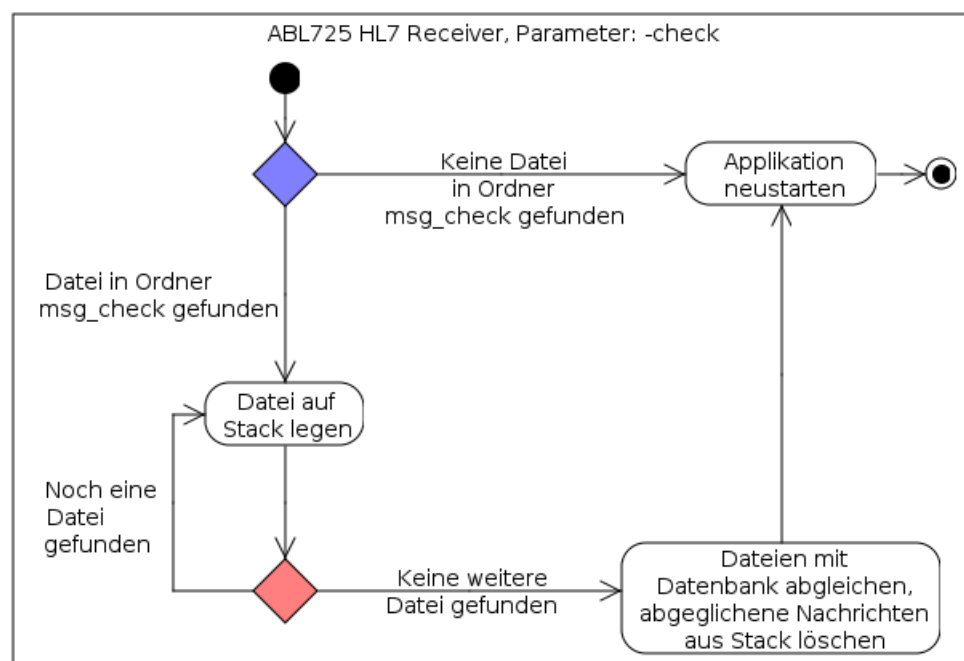 ABL725 HL7 Receiver, Parameter: -check
Keine Datei
in Ordner
msg_check gefunden
Applikation
neustarten
Datei in Ordner
msg_check gefunden
Datei auf
Stack legen
Noch eine
Datei
gefunden
Keine weitere
Datei gefunden
Dateien mit
Datenbank abgleichen,
abgeglichene Nachrichten
aus Stack löschen